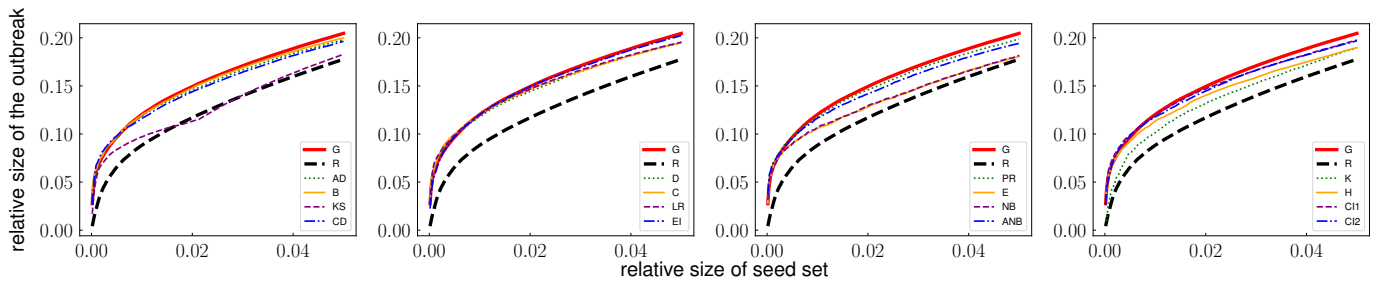 relative size of the outbreak
0.20
0.15
0.10
0.05
0.00
0.00
0.02
0.04
G
R
AD
B
KS
CD
0.20
0.15
0.10
0.05
0.00
0.00
0.02
0.04
G
R
D
C
LR
EI
0.20
0.15
0.10
0.05
0.00
0.00
0.02
0.04
G
R
PR
E
NB
ANB
0.20
0.15
0.10
0.05
0.00
0.00
0.02
0.04
G
R
K
H
CI1
CI2
relative size of seed set